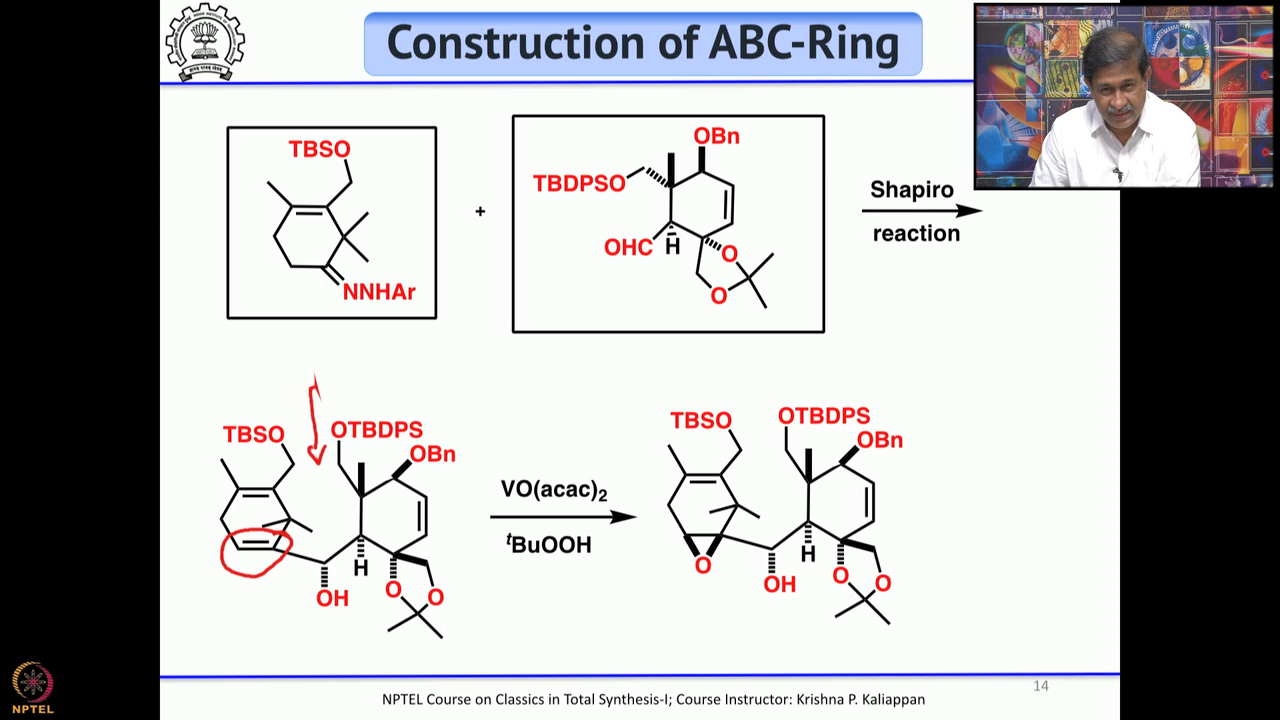 Construction of ABC-Ring
TBSO
NNHAr
+
OBn
TBDPSO
OHC
H
O
O
Shapiro
reaction
TBSO
OTBDPS
OBn
H
OH
O
O
VO(acac)2
tBuOOH
TBSO
OTBDPS
OBn
H
O
OH
O
O
14
NPTEL Course on Classics in Total Synthesis-I; Course Instructor: Krishna P. Kaliappan
NPTEL